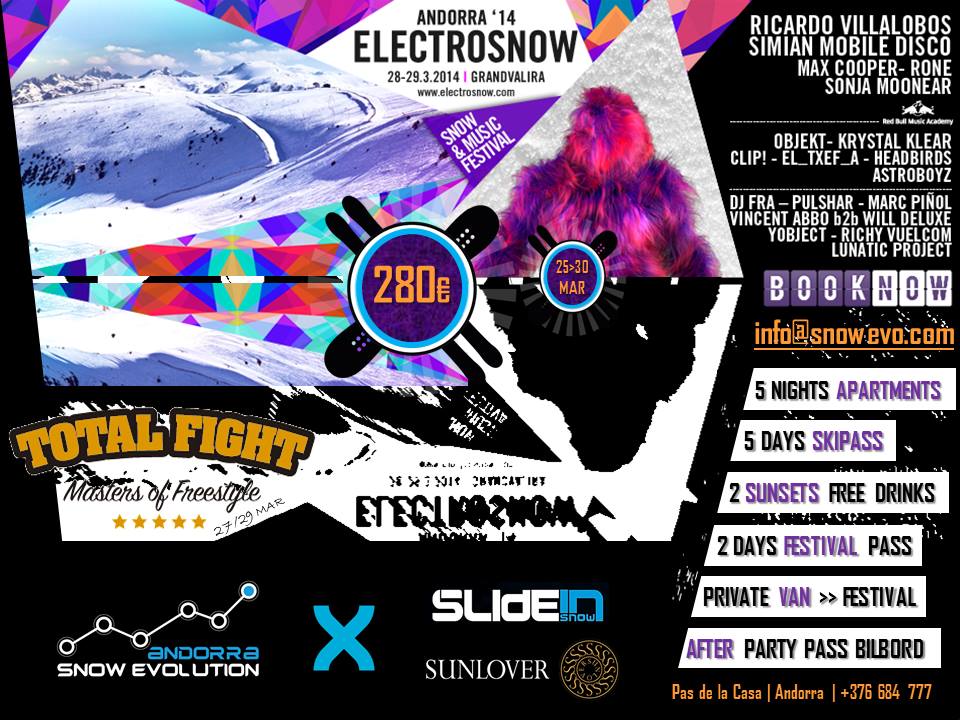 ANDORRA '14
ELECTROSNOW
28-29.3.2014 I GRANDVALIRA
www.electrosnow.com
SNOW
& MUSIC
FESTIVAL
RICARDO VILLALOBOS
SIMIAN MOBILE DISCO
MAX COOPER- RONE
SONJA MOONEAR
Red Bull Music Academy
OBJEKT- KRYSTAL KLEAR
CLIP! - EL_TXEF_A - HEADBIRDS
ASTROBOYZ
DJ FRA – PULSHAR - MARC PIÑOL
VINCENT ABBO b2b WILL DELUXE
YOBJECT - RICHY VUELCOM
LUNATIC PROJECT
280€
25>30
MAR
BOOKNOW
info@snowevo.com
5 NIGHTS APARTMENTS
5 DAYS SKIPASS
2 SUNSETS FREE DRINKS
2 DAYS FESTIVAL PASS
PRIVATE VAN >> FESTIVAL
AFTER PARTY PASS BILBORD
Pas de la Casa | Andorra | +376 684 777
TOTAL FIGHT
Masters of Freestyle
27/29 MAR
ANDORRA
SNOW EVOLUTION
X
SLIDEIN
snow
SUNLOVER